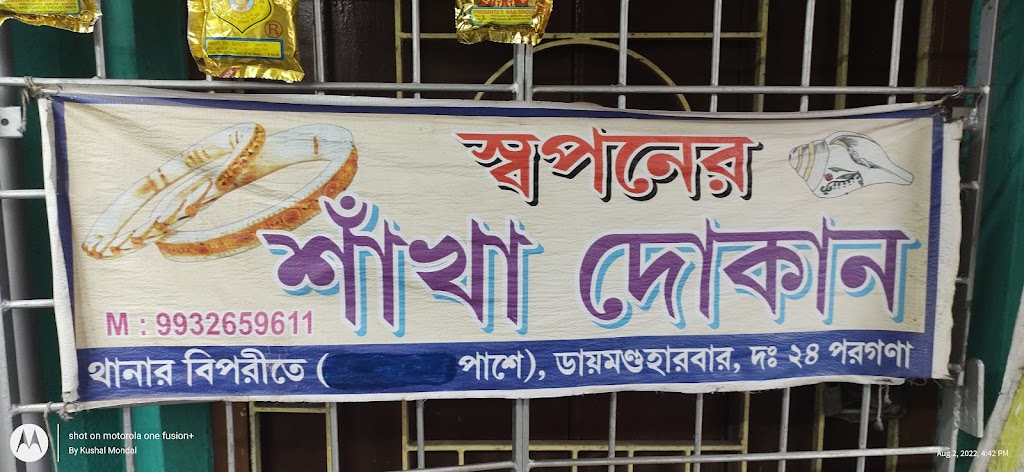 স্বপনের
শাঁখা দোকান
M : 9932659611
থানার বিপরীতে ( পাশে), ডায়মণ্ডহারবার, দঃ ২৪ পরগণা
shot on motorola one fusion+
By Kushal Mondal
Aug 2, 2022, 4:42 PM